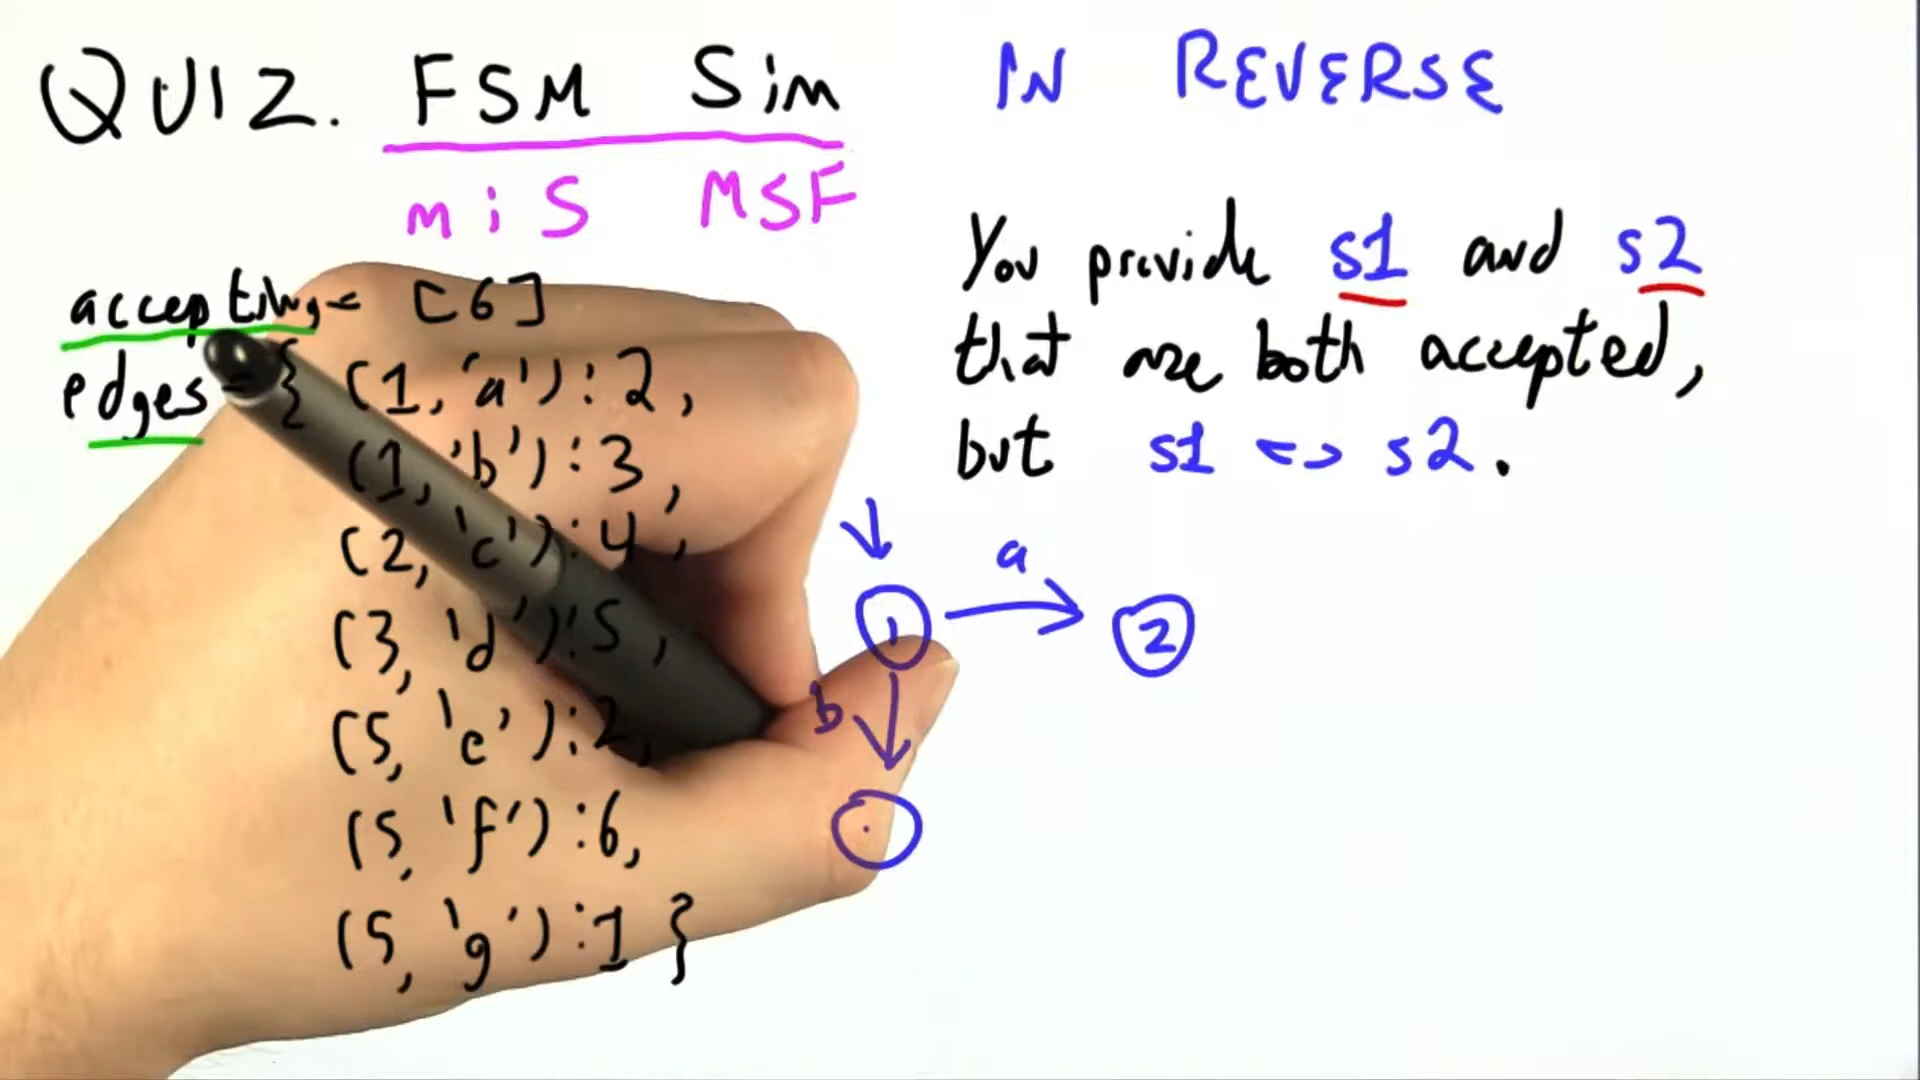 QUIZ. FSM Sim IN REVERSE
miS MSF
accepting = [6]
edges = { (1, 'a') : 2,
(1, 'b') : 3,
(2, 'c') : 4,
(3, 'd') : 5,
(5, 'e') : 2,
(5, 'f') : 6,
(5, 'g') : 1 }
You provide s1 and s2
that are both accepted,
but s1 <> s2.
a
1
2
b